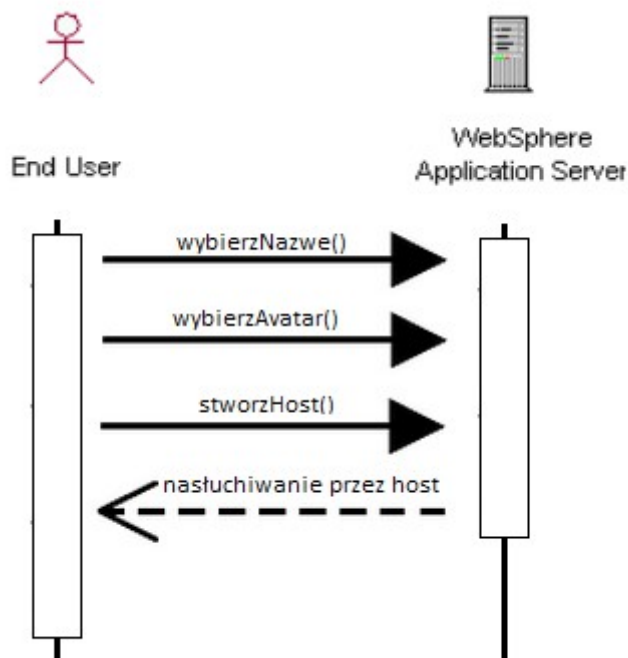 End User
WebSphere
Application Server
wybierzNazwe()
wybierzAvatar()
stworzHost()
nasłuchiwanie przez host